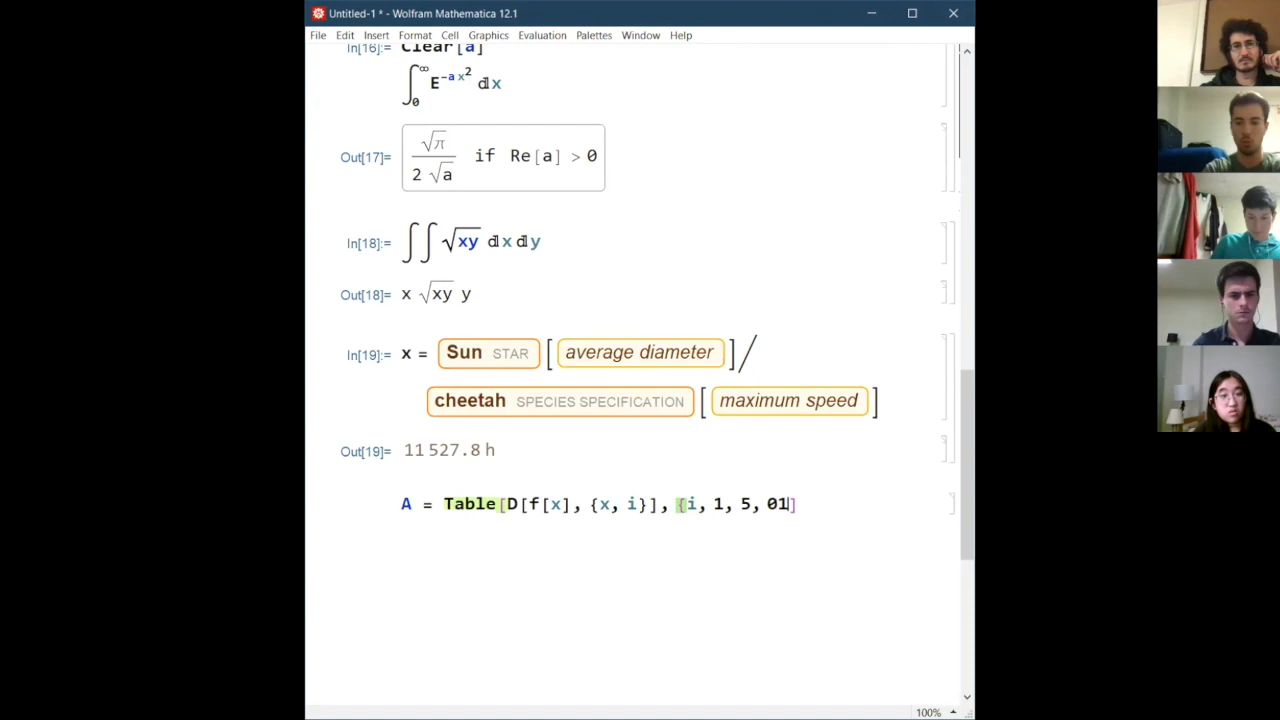 Untitled-1 * - Wolfram Mathematica 12.1
File Edit Insert Format Cell Graphics Evaluation Palettes Window Help
In[16]:= Clear[a]
∫₀^∞ E^(-a x^2) ⅆx
Out[17]= √π / (2 √a) if Re[a] > 0
In[18]:= ∫∫ √xy ⅆx ⅆy
Out[18]= x √xy y
In[19]:= x = Sun STAR [ average diameter ] /
cheetah SPECIES SPECIFICATION [ maximum speed ]
Out[19]= 11 527.8 h
A = Table[D[f[x], {x, i}], {i, 1, 5, 01]
100%